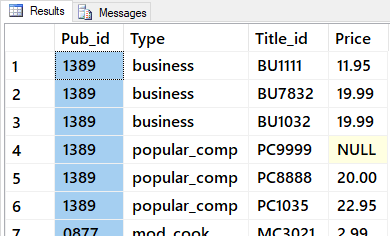 Results Messages
Pub_id Type Title_id Price
1 1389 business BU1111 11.95
2 1389 business BU7832 19.99
3 1389 business BU1032 19.99
4 1389 popular_comp PC9999 NULL
5 1389 popular_comp PC8888 20.00
6 1389 popular_comp PC1035 22.95
7 0877 mod_cook MC3021 2.99